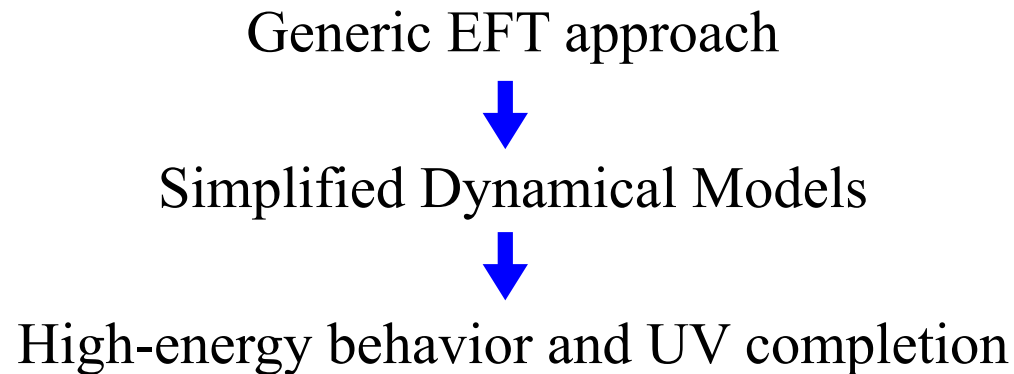 Generic EFT approach
Simplified Dynamical Models
High-energy behavior and UV completion